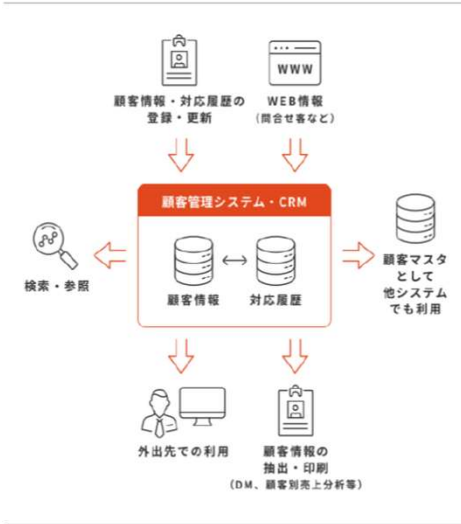 顧客情報・対応履歴の
登録・更新
WWW
WEB情報
(問合せ客など)
顧客管理システム・CRM
顧客情報
対応履歴
検索・参照
顧客マスタ
として
他システム
でも利用
外出先での利用
顧客情報の
抽出・印刷
(DM、顧客別売上分析等)